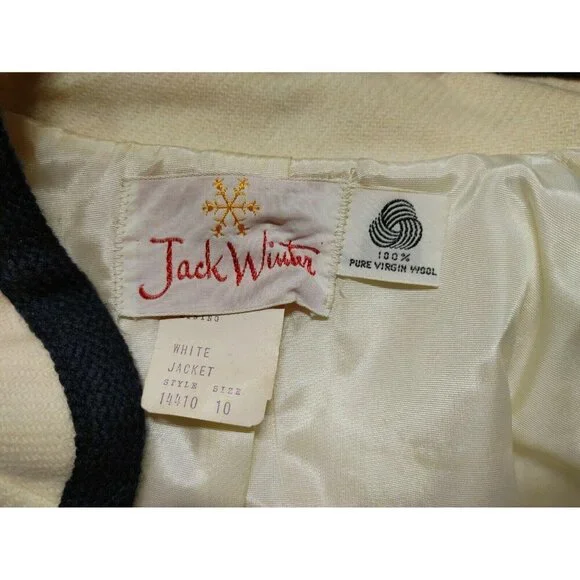 Jack Winter
100%
PURE VIRGIN WOOL
WHITE
JACKET
STYLE SIZE
14410 10